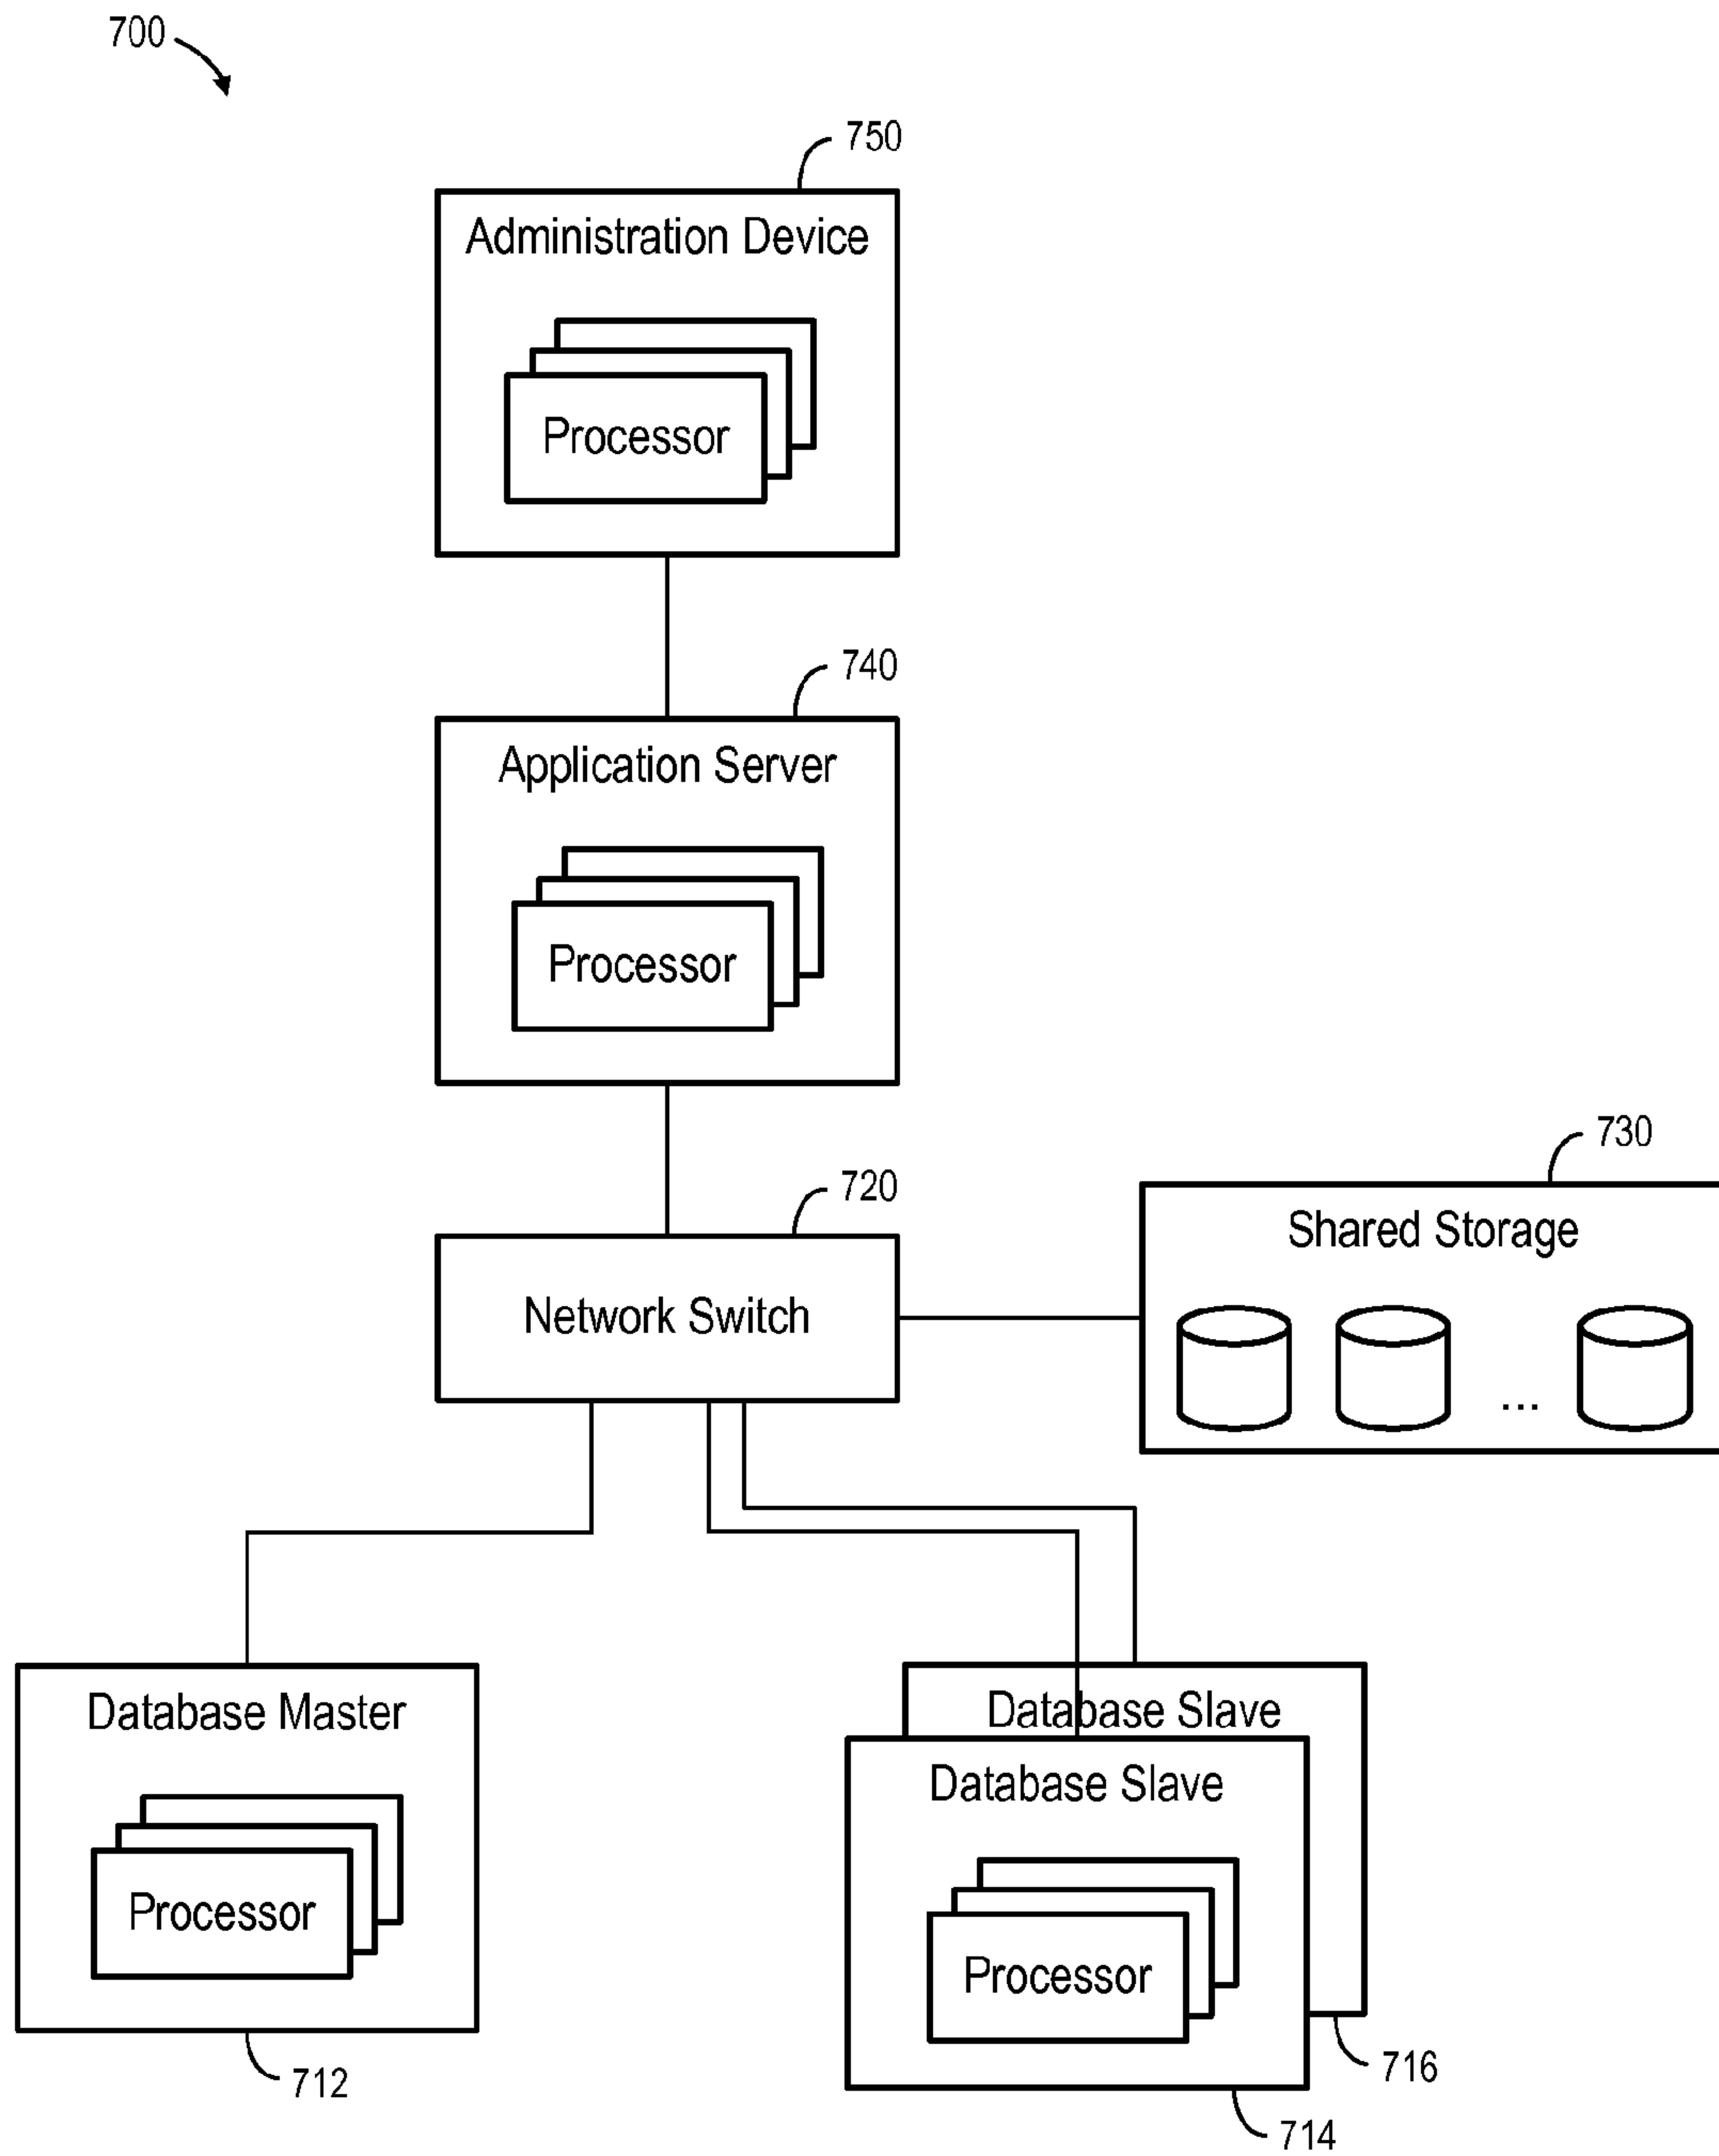 700
750
Administration Device
Processor
740
Application Server
Processor
730
720
Shared Storage
Network Switch
...
Database Master
Database Slave
Database Slave
Processor
Processor
712
716
714